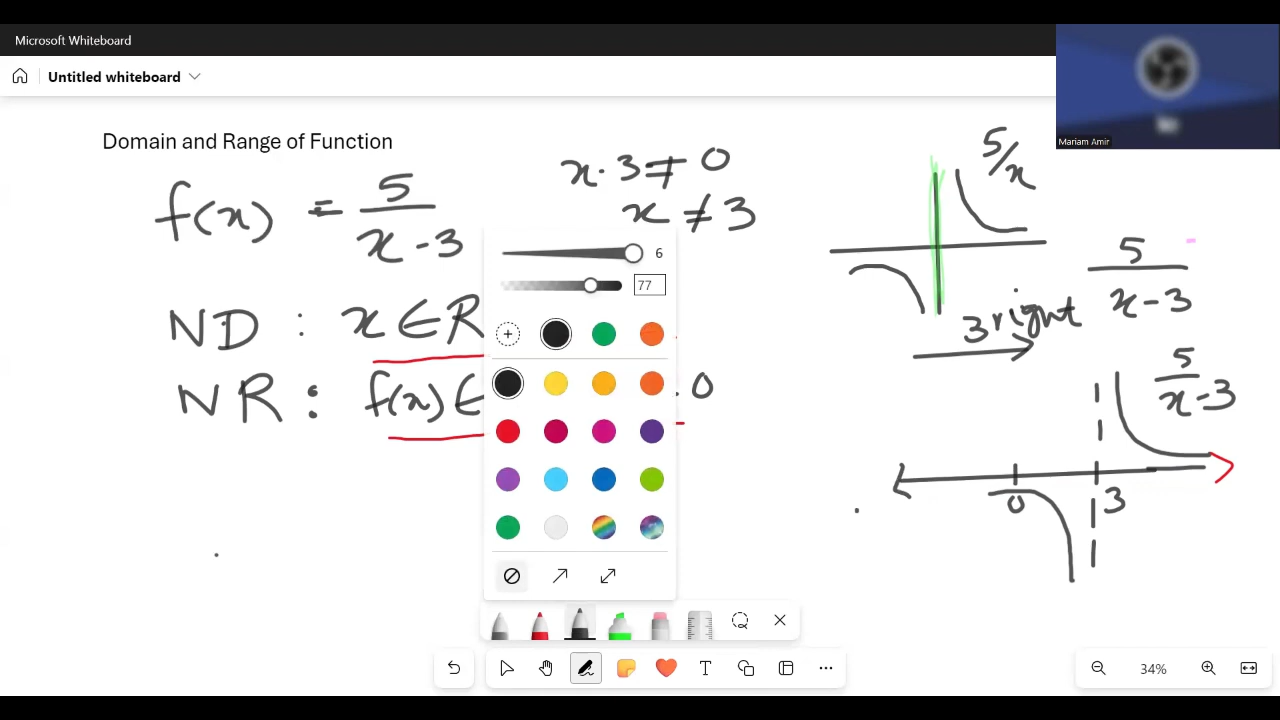 Microsoft Whiteboard
Untitled whiteboard
Mariam Amir
Domain and Range of Function
f(x) = 5/x-3
x-3≠0
x≠3
ND : x∈R
NR : f(x)∈
0
6
77
5/x
3 right
5/x-3
5/x-3
0
3
34%